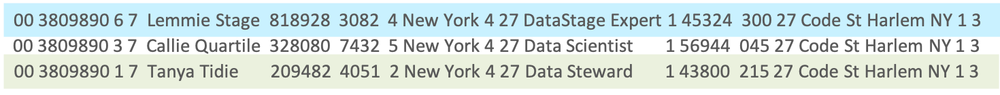 00 3809890 6 7 Lemmie Stage 818928 3082 4 New York 4 27 DataStage Expert 1 45324 300 27 Code St Harlem NY 1 3
00 3809890 3 7 Callie Quartile 328080 7432 5 New York 4 27 Data Scientist 1 56944 045 27 Code St Harlem NY 1 3
00 3809890 1 7 Tanya Tidie 209482 4051 2 New York 4 27 Data Steward 1 43800 215 27 Code St Harlem NY 1 3